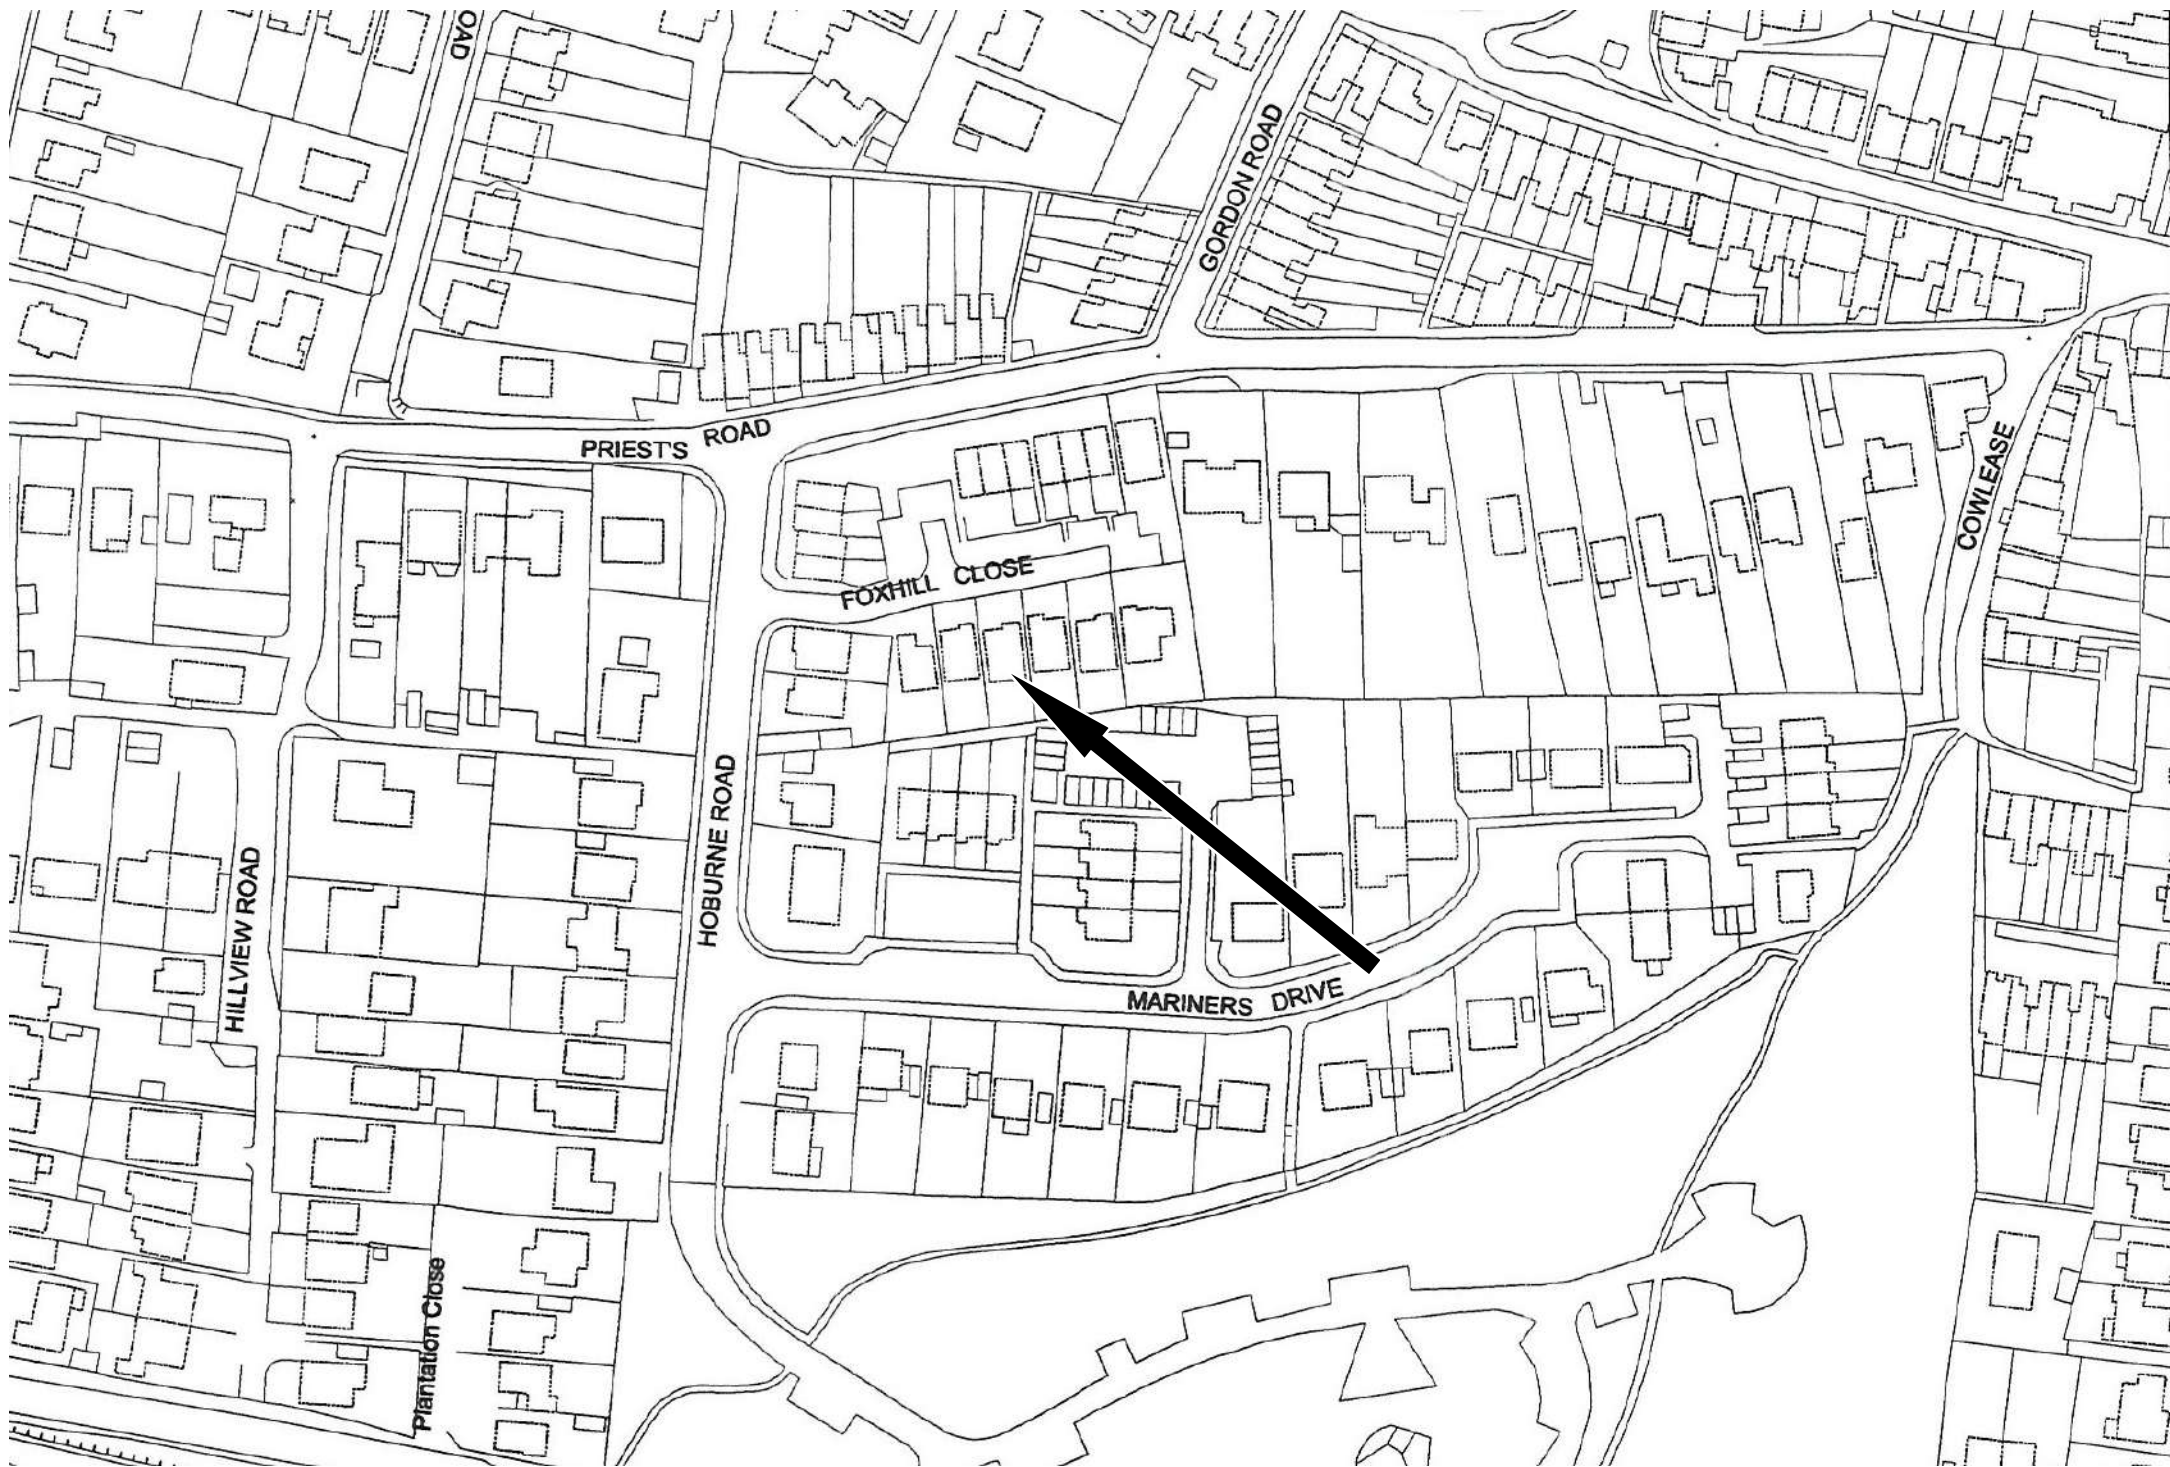 OAD
GORDON ROAD
PRIEST'S ROAD
COWLEASE
FOXHILL CLOSE
HOBURNE ROAD
HILLVIEW ROAD
MARINERS DRIVE
Plantation Close